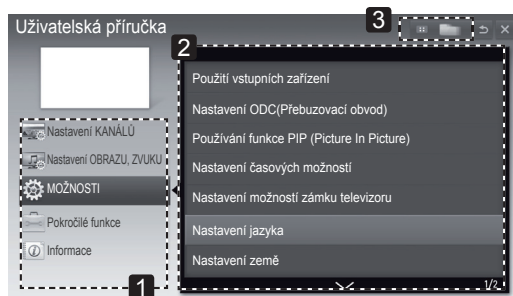 Uživatelská příručka
3
2
Použití vstupních zařízení
Nastavení ODC(Přebuzovací obvod)
Používání funkce PIP (Picture In Picture)
Nastavení časových možností
Nastavení možností zámku televizoru
Nastavení jazyka
Nastavení země
1/2
Nastavení KANÁLŮ
Nastavení OBRAZU, ZVUKU
MOŽNOSTI
Pokročilé funkce
Informace
1